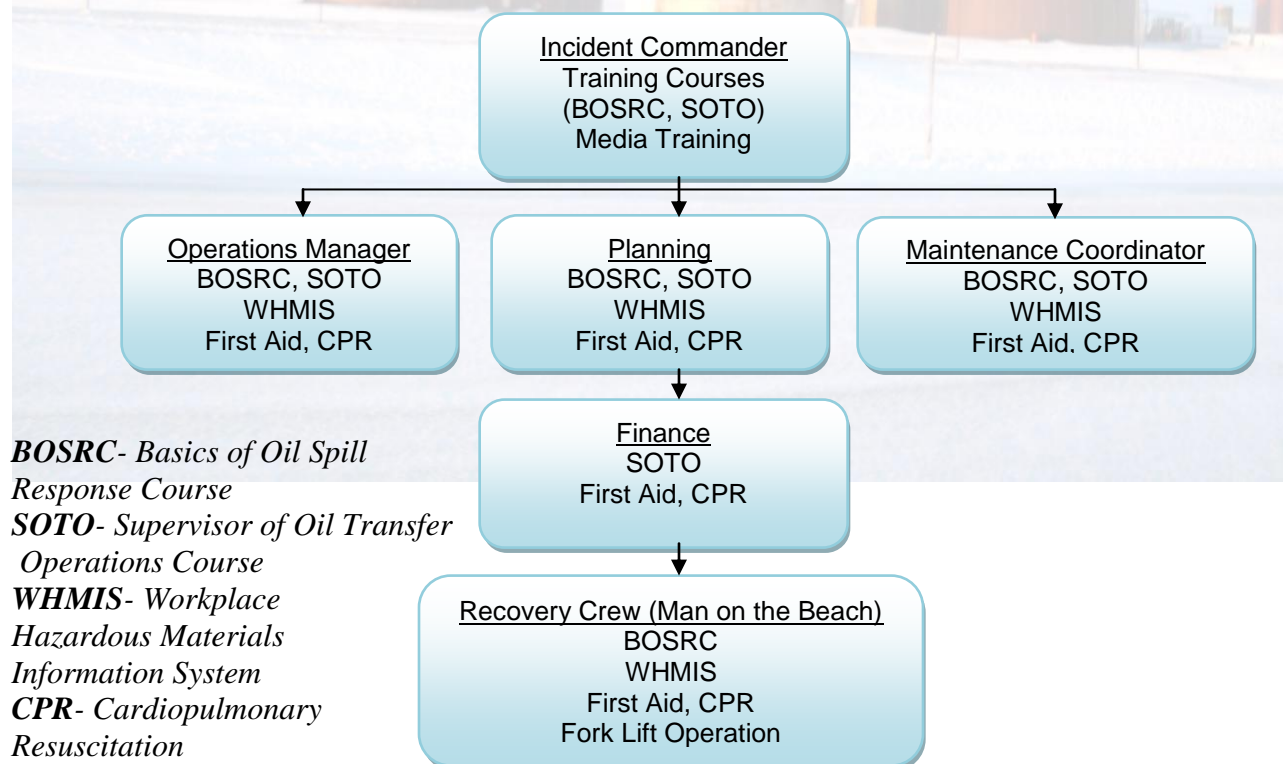 Incident Commander
Training Courses
(BOSRC, SOTO)
Media Training
Operations Manager
BOSRC, SOTO
WHMIS
First Aid, CPR
Planning
BOSRC, SOTO
WHMIS
First Aid, CPR
Maintenance Coordinator
BOSRC, SOTO
WHMIS
First Aid, CPR
Finance
SOTO
First Aid, CPR
BOSRC- Basics of Oil Spill
Response Course
SOTO- Supervisor of Oil Transfer
Operations Course
WHMIS- Workplace
Hazardous Materials
Information System
CPR- Cardiopulmonary
Resuscitation
Recovery Crew (Man on the Beach)
BOSRC
WHMIS
First Aid, CPR
Fork Lift Operation